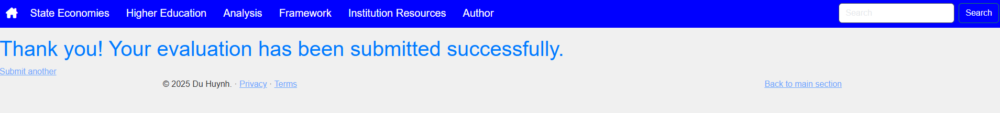 State Economies Higher Education Analysis Framework Institution Resources Author Search Search
Thank you! Your evaluation has been submitted successfully.
Submit another
© 2025 Du Huynh. · Privacy · Terms Back to main section